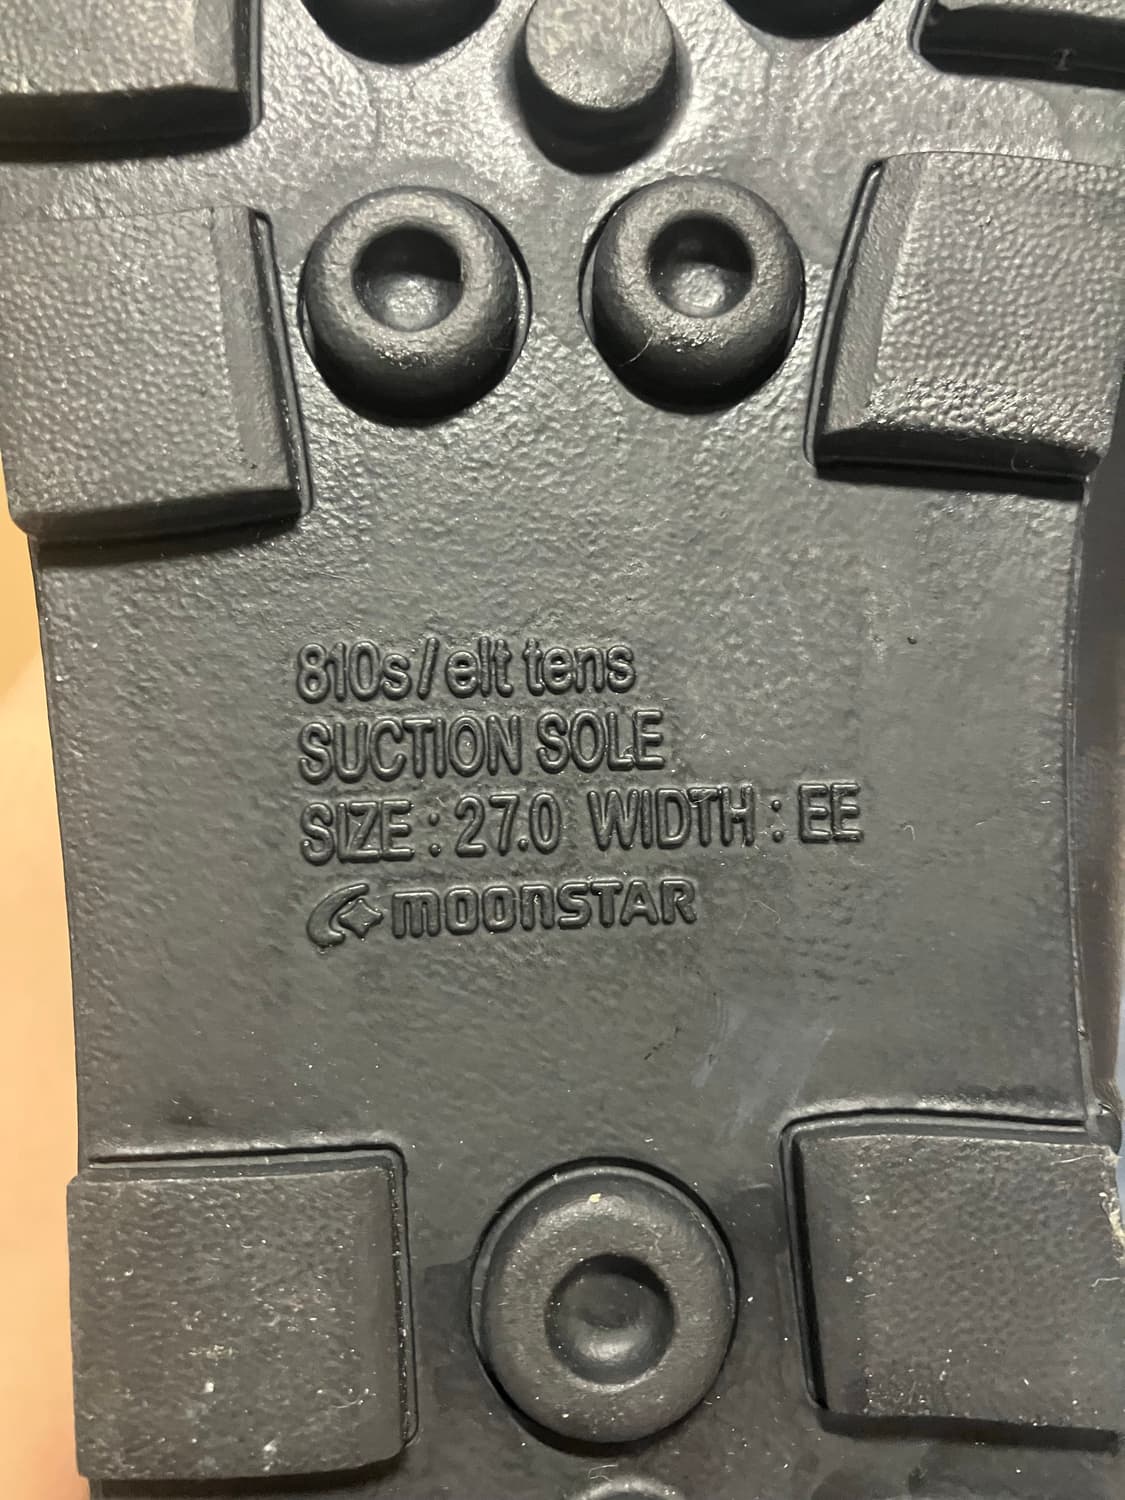 810s/elt tens
SUCTION SOLE
SIZE : 27.0 WIDTH : EE
moonSTAR